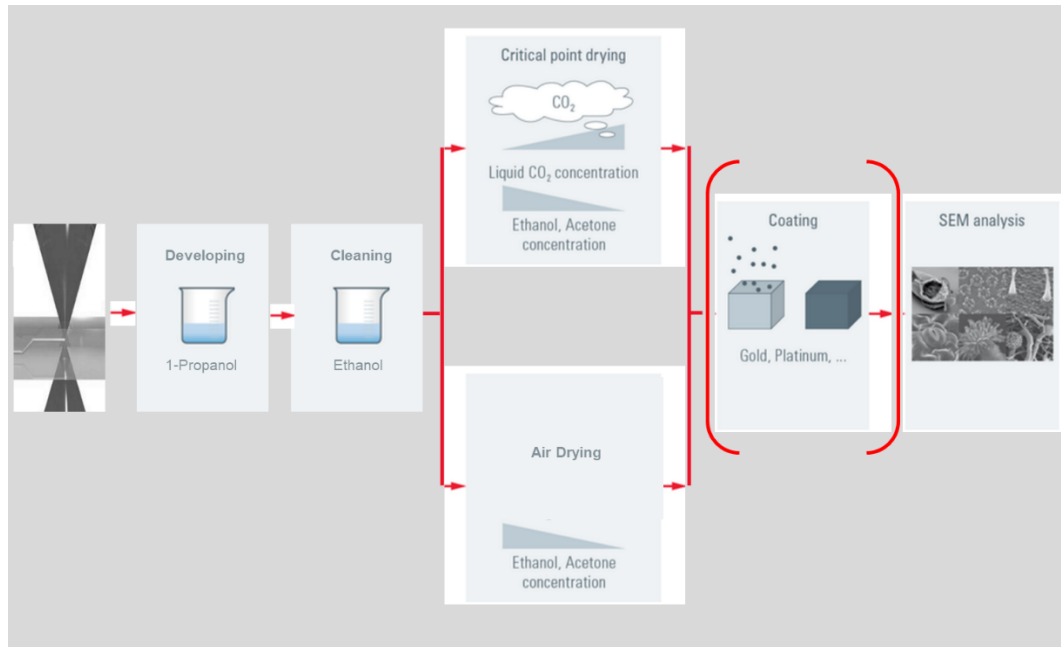 Developing
1-Propanol
Cleaning
Ethanol
Critical point drying
CO₂
Liquid CO₂ concentration
Ethanol, Acetone
concentration
Air Drying
Ethanol, Acetone
concentration
Coating
Gold, Platinum, ...
SEM analysis